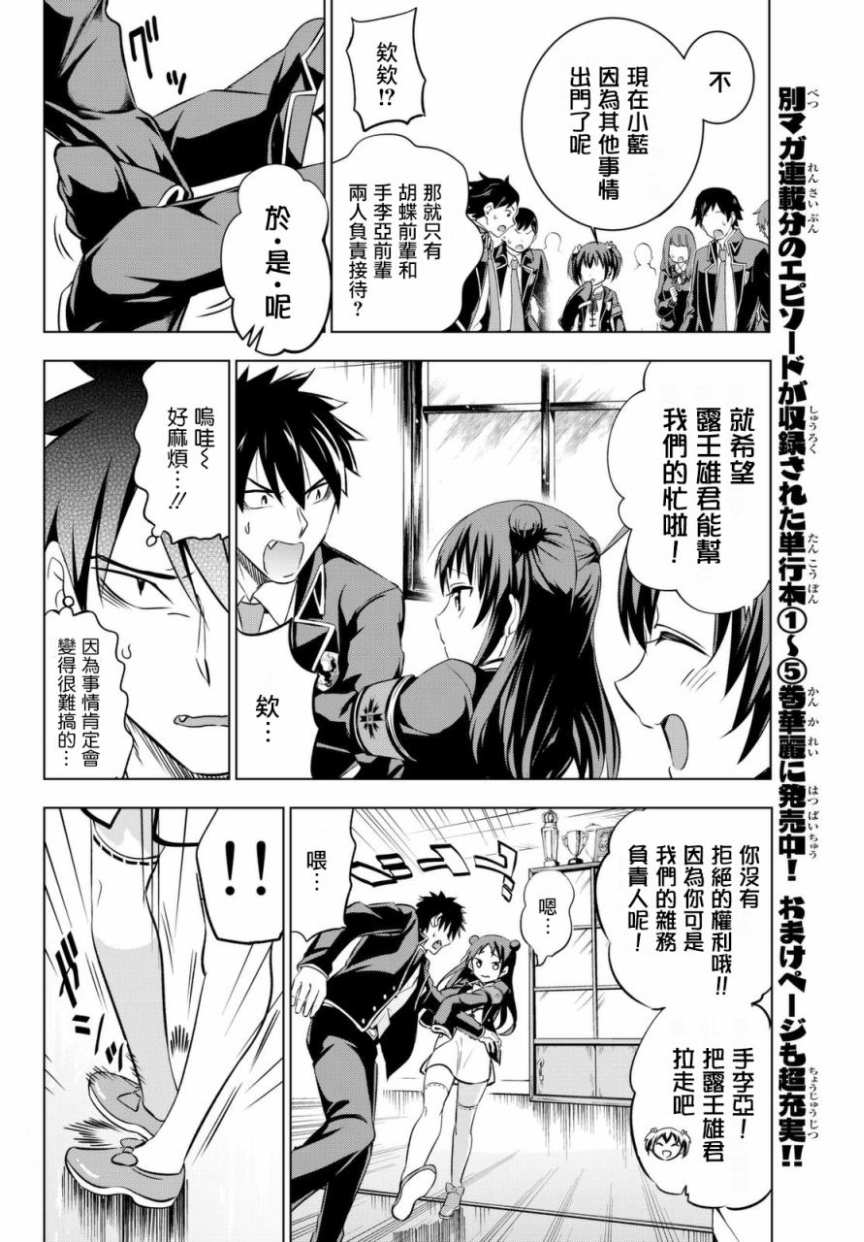 不
現在小藍
因為其他事情
出門了呢
欸欸!?
那就只有
胡蝶前輩和
手李亞前輩
兩人負責接待?
於·是·呢
就希望
露壬雄君能幫
我們的忙啦!
欸…
嗚哇~
好麻煩…!!
因為事情肯定會
變得很難搞的…
你沒有
拒絕的權利哦!!
因為你可是
我們的雜務
負責人呢!
手李亞!
把露壬雄君
拉走吧
嗯…
喂…
!!
別マガ連載分のエピソードが収録された単行本①~⑤巻華麗に発売中! おまけページも超充実!!